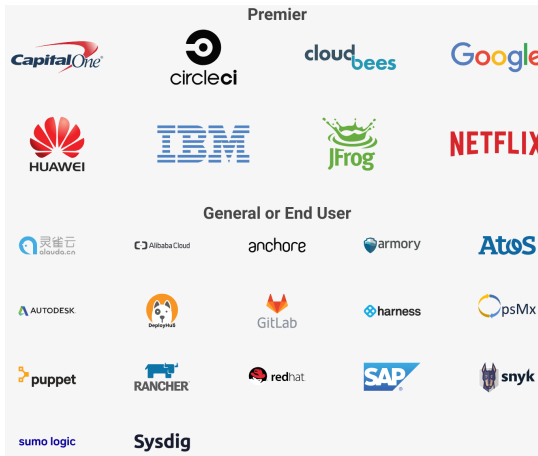 Premier
CapitalOne®
circleci
cloudbees
Google
HUAWEI
IBM
JFrog
NETFLIX
General or End User
灵雀云
alauda.cn
Alibaba Cloud
anchore
armory
Atos
AUTODESK
DeployHub
GitLab
harness
OpsMx
puppet
RANCHER
redhat
SAP
snyk
sumo logic
Sysdig